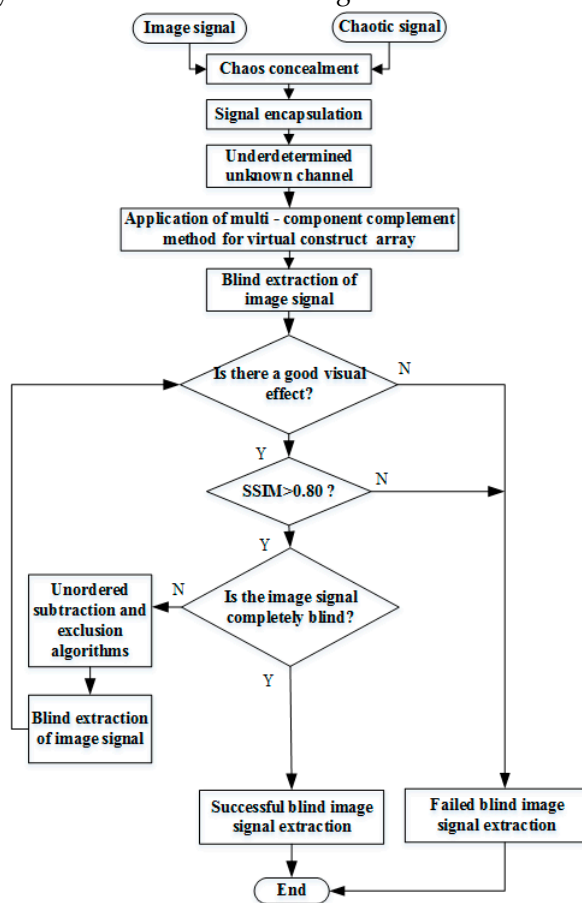 Image signal
Chaotic signal
Chaos concealment
Signal encapsulation
Underdetermined
unknown channel
Application of multi - component complement
method for virtual construct array
Blind extraction of
image signal
Is there a good visual
effect?
N
Y
SSIM>0.80 ?
N
Y
Is the image signal
completely blind?
N
Unordered
subtraction and
exclusion
algorithms
Y
Blind extraction
of image signal
Successful blind image
signal extraction
Failed blind image
signal extraction
End